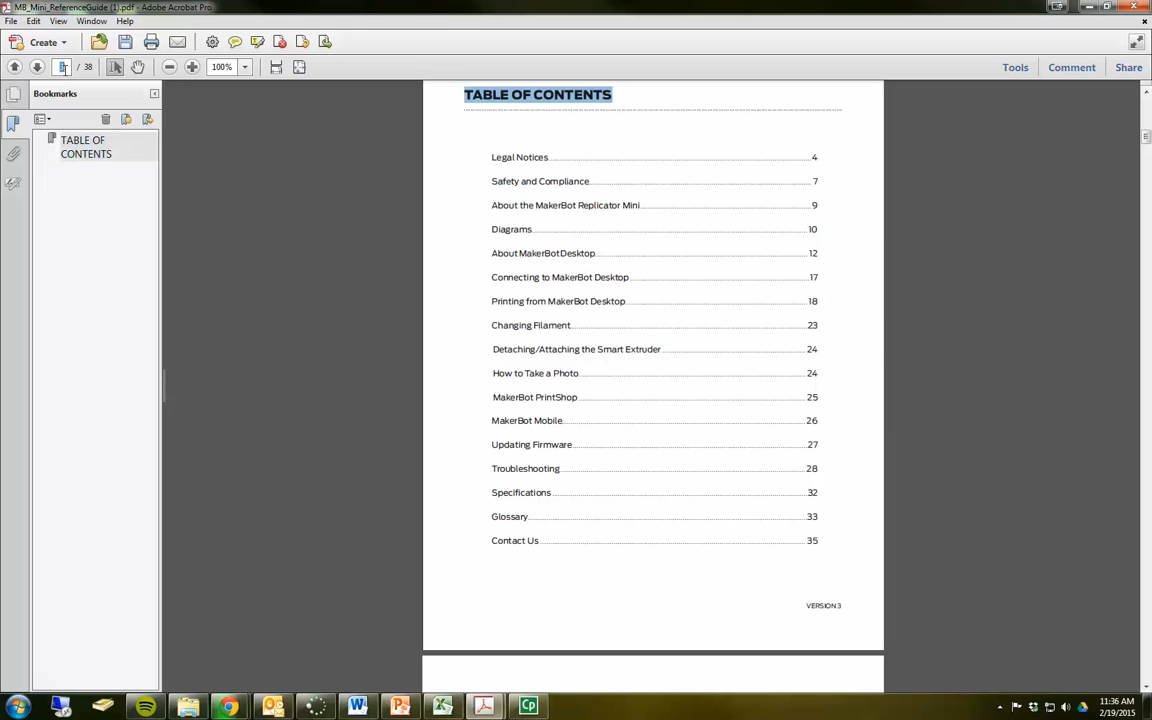 MB_Mini_ReferenceGuide (1).pdf - Adobe Acrobat Pro
File Edit View Window Help
Create
/ 38
100%
Tools Comment Share
Bookmarks
TABLE OF
CONTENTS
TABLE OF CONTENTS
Legal Notices 4
Safety and Compliance 7
About the MakerBot Replicator Mini 9
Diagrams 10
About MakerBot Desktop 12
Connecting to MakerBot Desktop 17
Printing from MakerBot Desktop 18
Changing Filament 23
Detaching/Attaching the Smart Extruder 24
How to Take a Photo 24
MakerBot PrintShop 25
MakerBot Mobile 26
Updating Firmware 27
Troubleshooting 28
Specifications 32
Glossary 33
Contact Us 35
VERSION 3
Cp
11:36 AM
2/19/2015